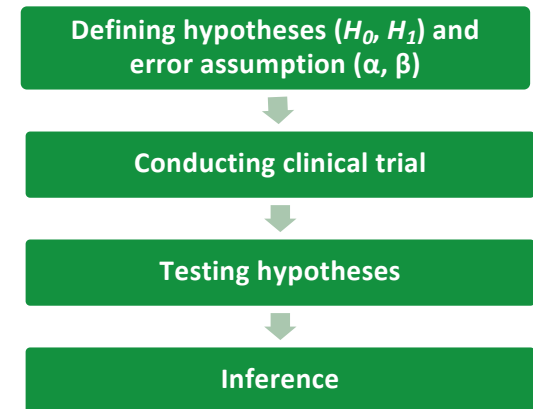 Defining hypotheses (H₀, H₁) and
error assumption (α, β)
Conducting clinical trial
Testing hypotheses
Inference